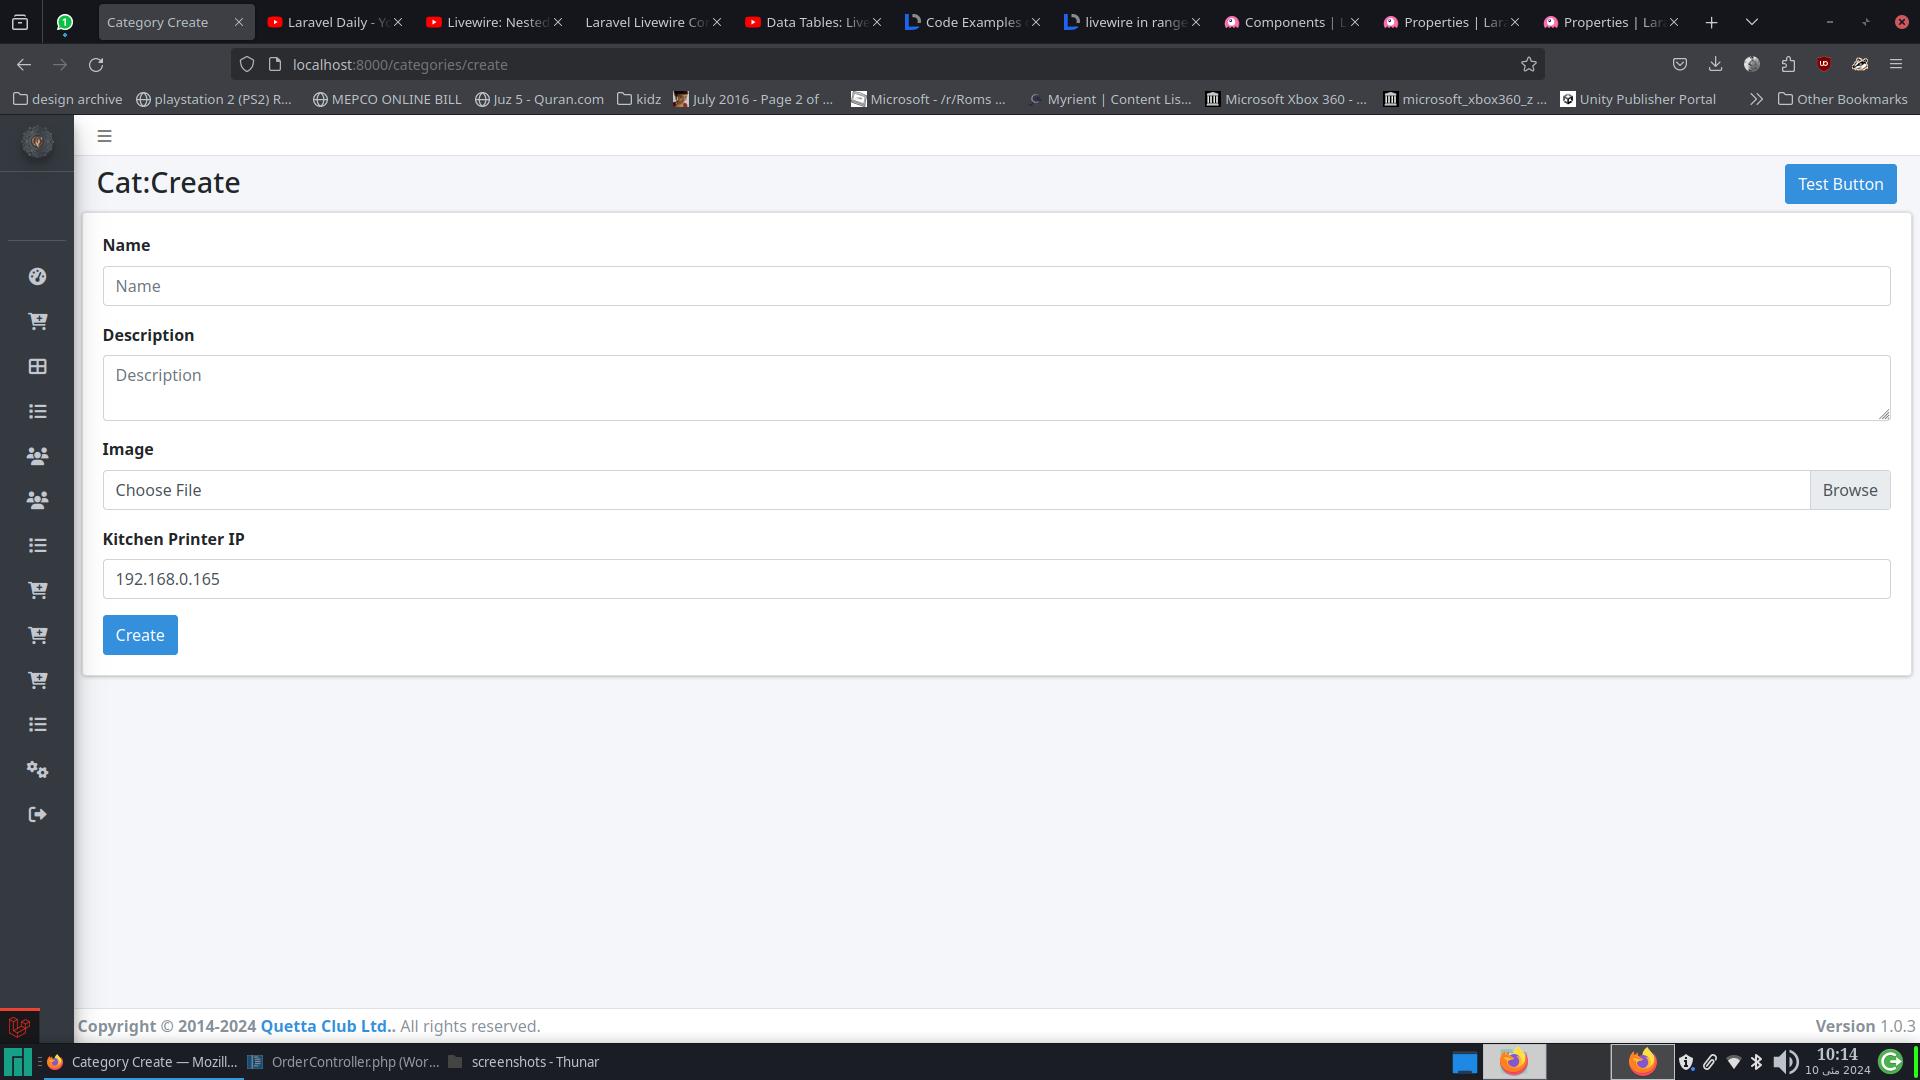 Category Create
Laravel Daily - Yo
Livewire: Nested
Laravel Livewire Cor
Data Tables: Live
Code Examples
livewire in range
Components | L
Properties | Lara
Properties | Lar
localhost:8000/categories/create
design archive
playstation 2 (PS2) R...
MEPCO ONLINE BILL
Juz 5 - Quran.com
kidz
July 2016 - Page 2 of ...
Microsoft - /r/Roms ...
Myrient | Content Lis...
Microsoft Xbox 360 - ...
microsoft_xbox360_z ...
Unity Publisher Portal
Other Bookmarks
Cat:Create
Test Button
Name
Name
Description
Description
Image
Choose File
Browse
Kitchen Printer IP
192.168.0.165
Create
Copyright © 2014-2024 Quetta Club Ltd.. All rights reserved.
Version 1.0.3
Category Create — Mozill...
OrderController.php (Wor...
screenshots - Thunar
10:14
10 مئی 2024